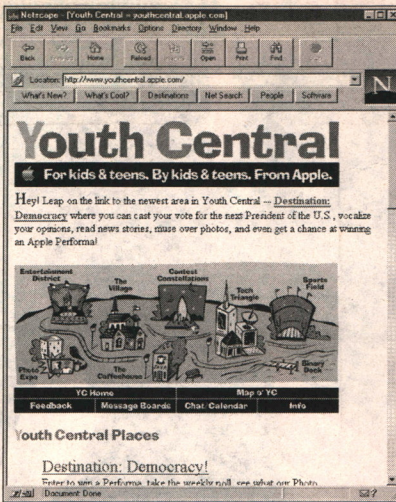 Netscape - [Youth Central - youthcentral.apple.com]
File Edit View Go Bookmarks Options Directory Window Help
Back Home Reload Open Print Find
Location: http://www.youthcentral.apple.com/
What's New? What's Cool? Destinations Net Search People Software
N
Youth Central
For kids & teens. By kids & teens. From Apple.
Hey! Leap on the link to the newest area in Youth Central -- Destination:
Democracy where you can cast your vote for the next President of the U.S., vocalize
your opinions, read news stories, muse over photos, and even get a chance at winning
an Apple Performa!
Entertainment
District
The
Village
Contest
Constellations
Tech
Triangle
Sports
Field
Photo
Expo
The
Coffeehouse
Binary
Dock
YC Home Map o' YC
Feedback Message Boards Chat/Calendar Info
Youth Central Places
Destination: Democracy!
Enter to win a Performa, take the weekly poll, see what our Photo
Document: Done